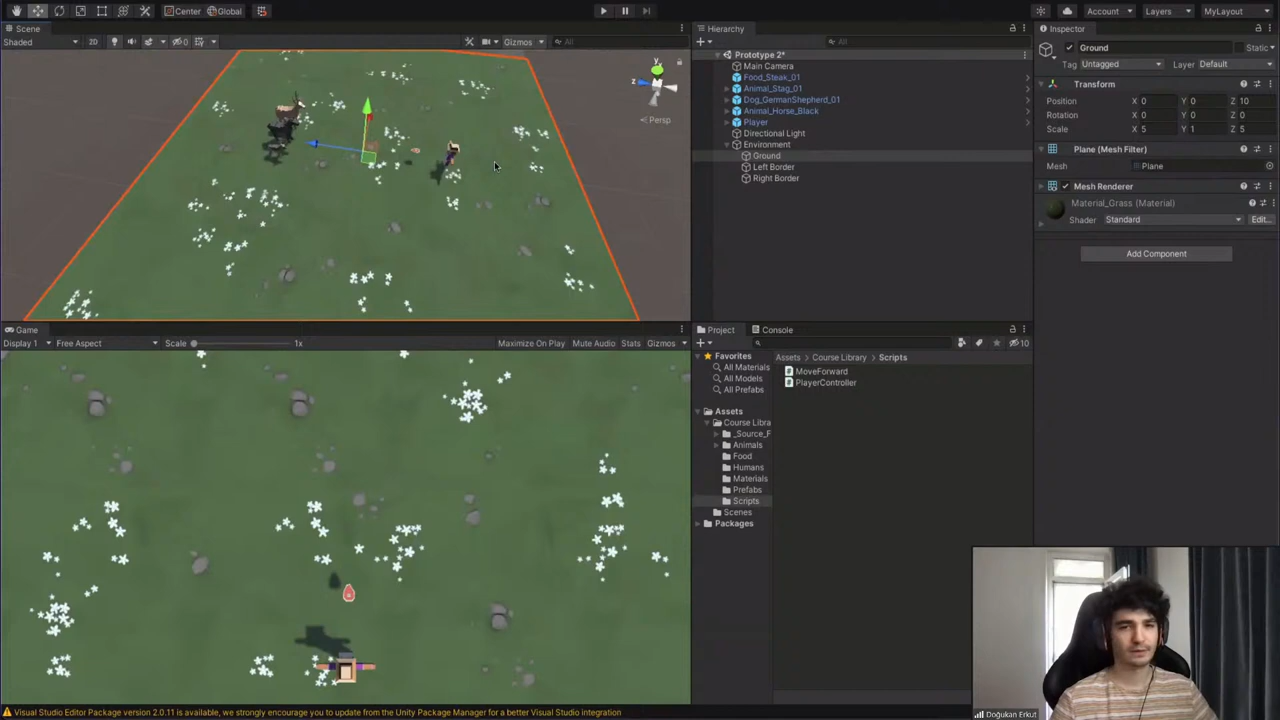 Center
Global
Account
Layers
MyLayout
Scene
Shaded
2D
0
Gizmos
All
z
y
Persp
Hierarchy
All
Prototype 2*
Main Camera
Food_Steak_01
Animal_Stag_01
Dog_GermanShepherd_01
Animal_Horse_Black
Player
Directional Light
Environment
Ground
Left Border
Right Border
Inspector
Ground
Static
Tag Untagged
Layer Default
Transform
Position X 0 Y 0 Z 10
Rotation X 0 Y 0 Z 0
Scale X 5 Y 1 Z 5
Plane (Mesh Filter)
Mesh Plane
Mesh Renderer
Material_Grass (Material)
Shader Standard Edit...
Add Component
Game
Display 1
Free Aspect
Scale 1x
Maximize On Play
Mute Audio
Stats
Gizmos
Project
Console
10
Favorites
All Materials
All Models
All Prefabs
Assets
Course Libra
_Source_F
Animals
Food
Humans
Materials
Prefabs
Scripts
Scenes
Packages
Assets
Course Library
Scripts
MoveForward
PlayerController
Doğukan Erkut
Visual Studio Editor Package version 2.0.11 is available, we strongly encourage you to update from the Unity Package Manager for a better Visual Studio integration